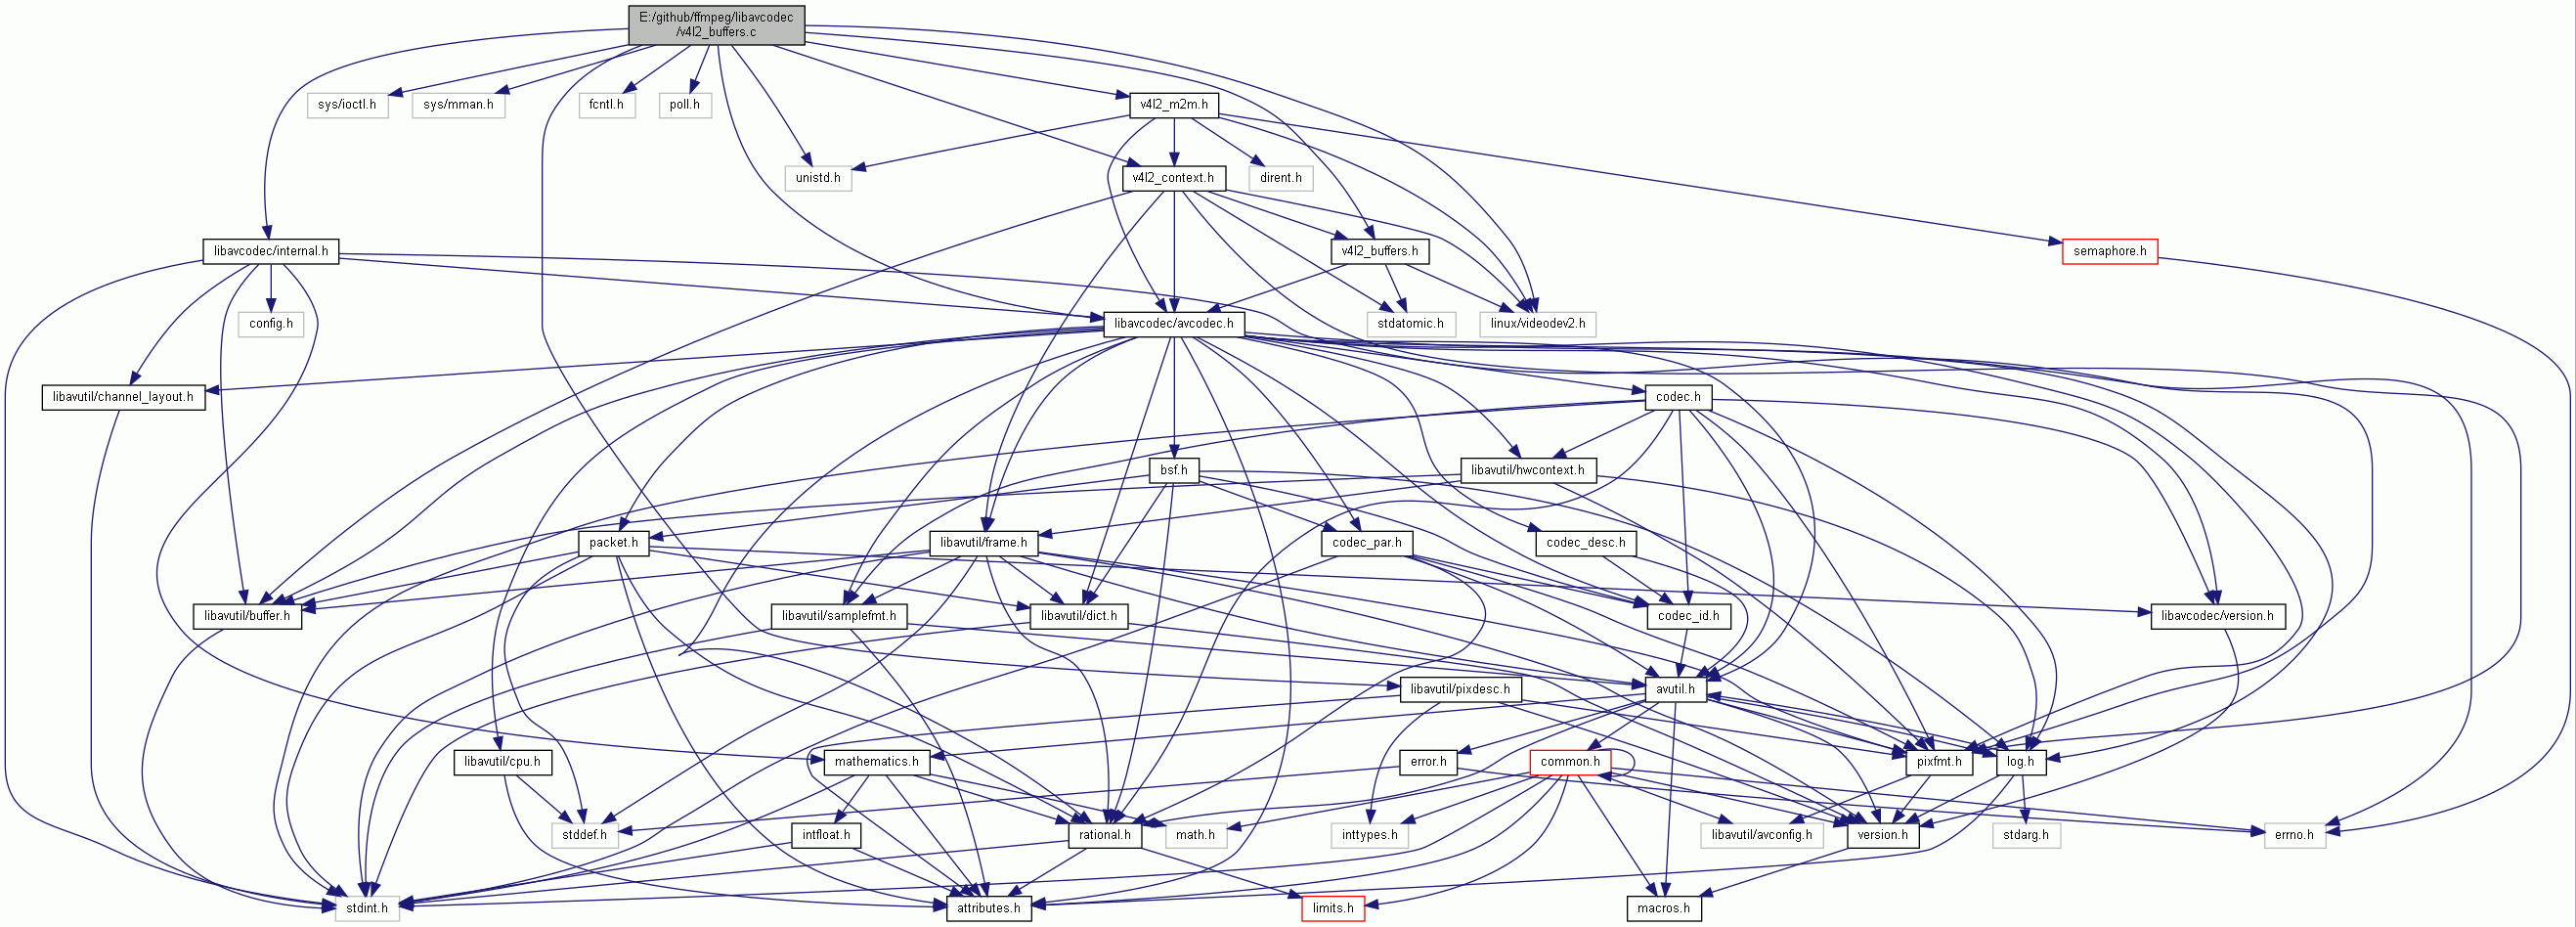 E:/github/ffmpeg/libavcodec
/v4l2_buffers.c
sys/ioctl.h
sys/mman.h
fcntl.h
poll.h
v4l2_m2m.h
unistd.h
v4l2_context.h
dirent.h
libavcodec/internal.h
v4l2_buffers.h
semaphore.h
config.h
libavcodec/avcodec.h
stdatomic.h
linux/videodev2.h
libavutil/channel_layout.h
codec.h
bsf.h
libavutil/hwcontext.h
packet.h
libavutil/frame.h
codec_par.h
codec_desc.h
libavutil/buffer.h
libavutil/samplefmt.h
libavutil/dict.h
codec_id.h
libavcodec/version.h
libavutil/pixdesc.h
avutil.h
libavutil/cpu.h
mathematics.h
error.h
common.h
pixfmt.h
log.h
stddef.h
intfloat.h
rational.h
math.h
inttypes.h
libavutil/avconfig.h
version.h
stdarg.h
errno.h
stdint.h
attributes.h
limits.h
macros.h